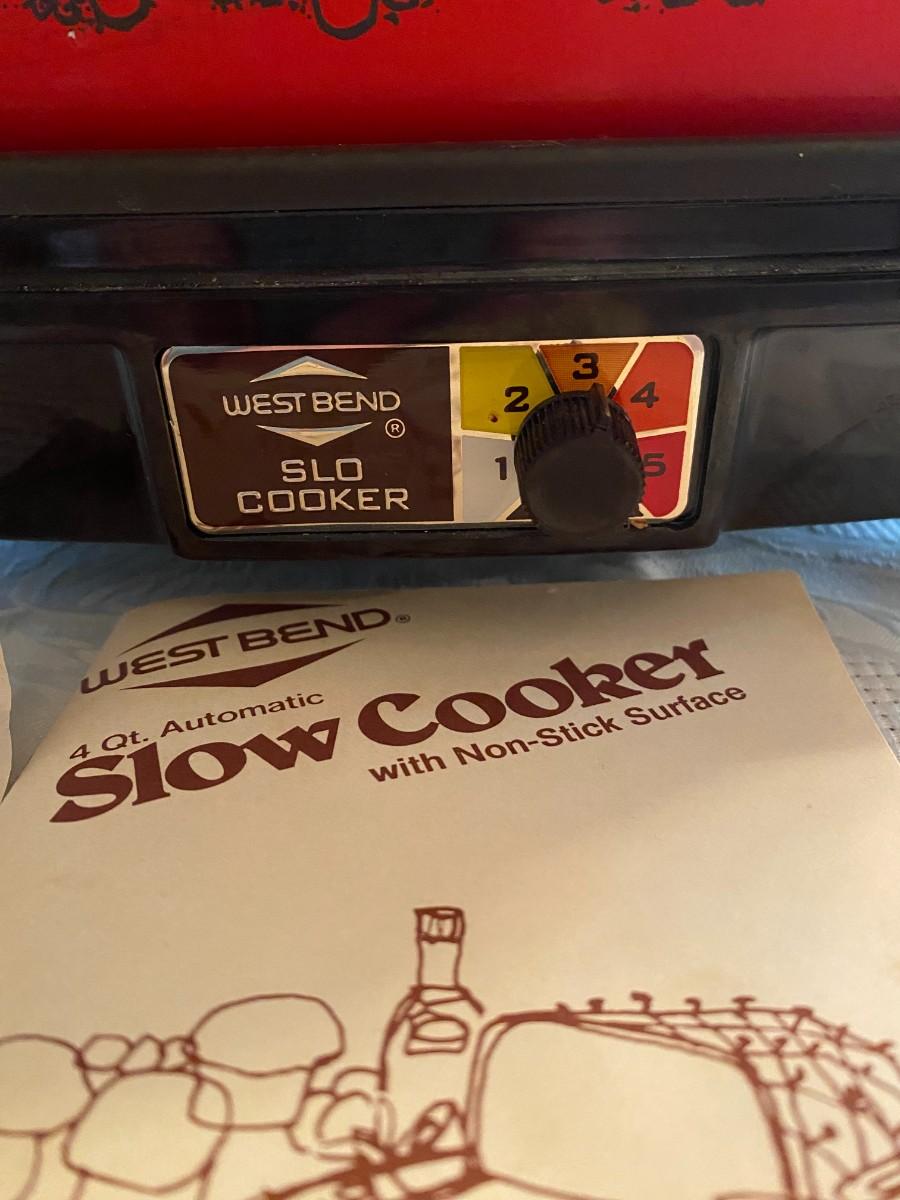 WEST BEND
®
SLO
COOKER
1
2
3
4
5
WEST BEND®
4 Qt. Automatic
Slow Cooker
with Non-Stick Surface